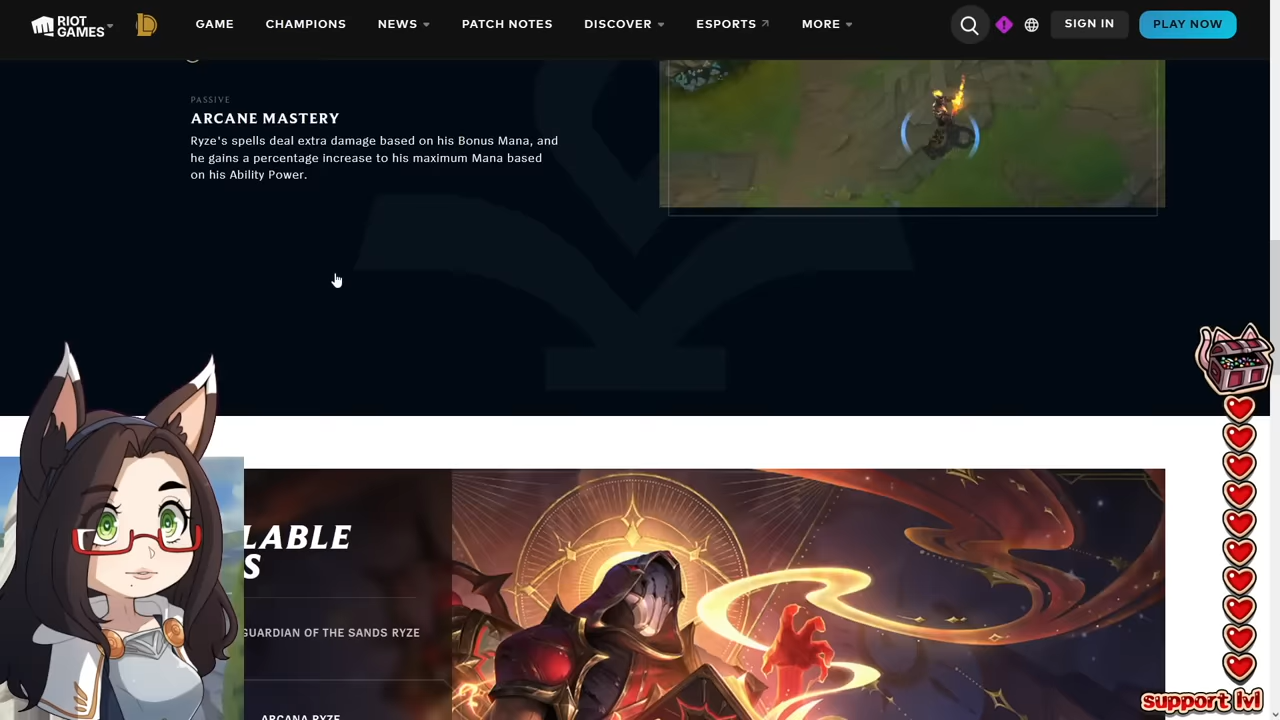 RIOT GAMES
GAME
CHAMPIONS
NEWS
PATCH NOTES
DISCOVER
ESPORTS
MORE
SIGN IN
PLAY NOW
PASSIVE
ARCANE MASTERY
Ryze's spells deal extra damage based on his Bonus Mana, and
he gains a percentage increase to his maximum Mana based
on his Ability Power.
LABLE
S
GUARDIAN OF THE SANDS RYZE
ARCANA RYZE
support lvl